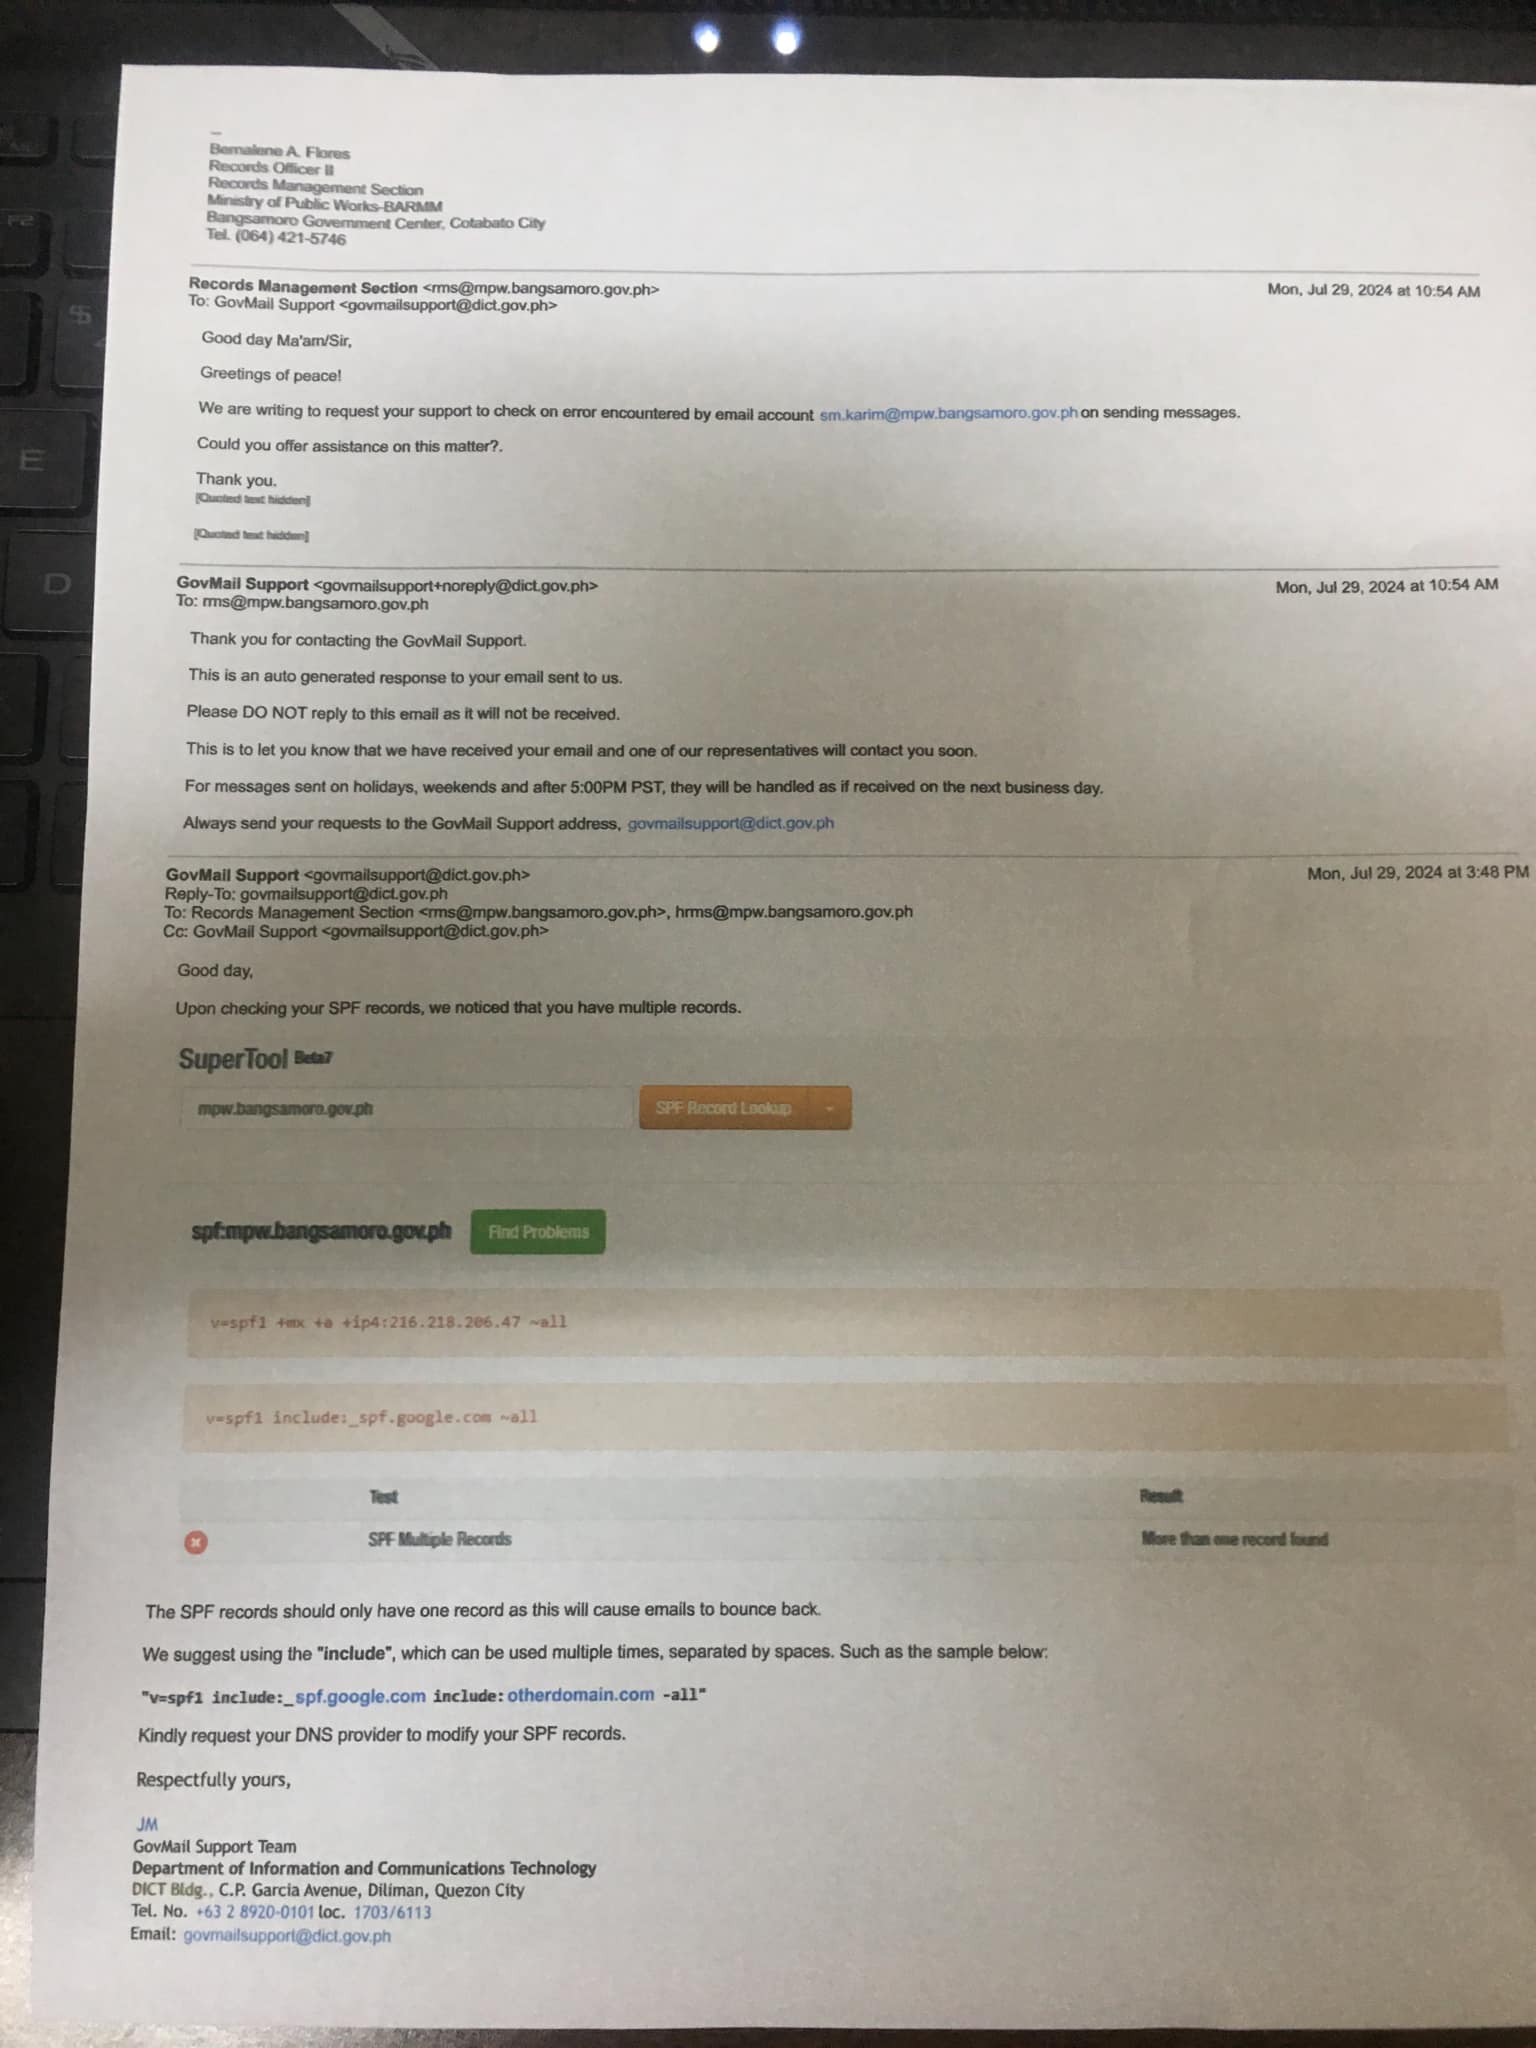 --
Bernalene A. Flores
Records Officer II
Records Management Section
Ministry of Public Works-BARMM
Bangsamoro Government Center, Cotabato City
Tel. (064) 421-5746
Records Management Section <rms@mpw.bangsamoro.gov.ph>
Mon, Jul 29, 2024 at 10:54 AM
To: GovMail Support <govmailsupport@dict.gov.ph>
Good day Ma'am/Sir,
Greetings of peace!
We are writing to request your support to check on error encountered by email account sm.karim@mpw.bangsamoro.gov.ph on sending messages.
Could you offer assistance on this matter?.
Thank you.
[Quoted text hidden]
[Quoted text hidden]
GovMail Support <govmailsupport+noreply@dict.gov.ph>
Mon, Jul 29, 2024 at 10:54 AM
To: rms@mpw.bangsamoro.gov.ph
Thank you for contacting the GovMail Support.
This is an auto generated response to your email sent to us.
Please DO NOT reply to this email as it will not be received.
This is to let you know that we have received your email and one of our representatives will contact you soon.
For messages sent on holidays, weekends and after 5:00PM PST, they will be handled as if received on the next business day.
Always send your requests to the GovMail Support address, govmailsupport@dict.gov.ph
GovMail Support <govmailsupport@dict.gov.ph>
Mon, Jul 29, 2024 at 3:48 PM
Reply-To: govmailsupport@dict.gov.ph
To: Records Management Section <rms@mpw.bangsamoro.gov.ph>, hrms@mpw.bangsamoro.gov.ph
Cc: GovMail Support <govmailsupport@dict.gov.ph>
Good day,
Upon checking your SPF records, we noticed that you have multiple records.
SuperTool Beta7
mpw.bangsamoro.gov.ph
SPF Record Lookup
spf:mpw.bangsamoro.gov.ph
Find Problems
v=spf1 +mx +a +ip4:216.218.206.47 ~all
v=spf1 include:_spf.google.com ~all
Test
Result
SPF Multiple Records
More than one record found
The SPF records should only have one record as this will cause emails to bounce back.
We suggest using the "include", which can be used multiple times, separated by spaces. Such as the sample below:
"v=spf1 include:_spf.google.com include:otherdomain.com -all"
Kindly request your DNS provider to modify your SPF records.
Respectfully yours,
JM
GovMail Support Team
Department of Information and Communications Technology
DICT Bldg., C.P. Garcia Avenue, Diliman, Quezon City
Tel. No. +63 2 8920-0101 loc. 1703/6113
Email: govmailsupport@dict.gov.ph
F2
$
E
D